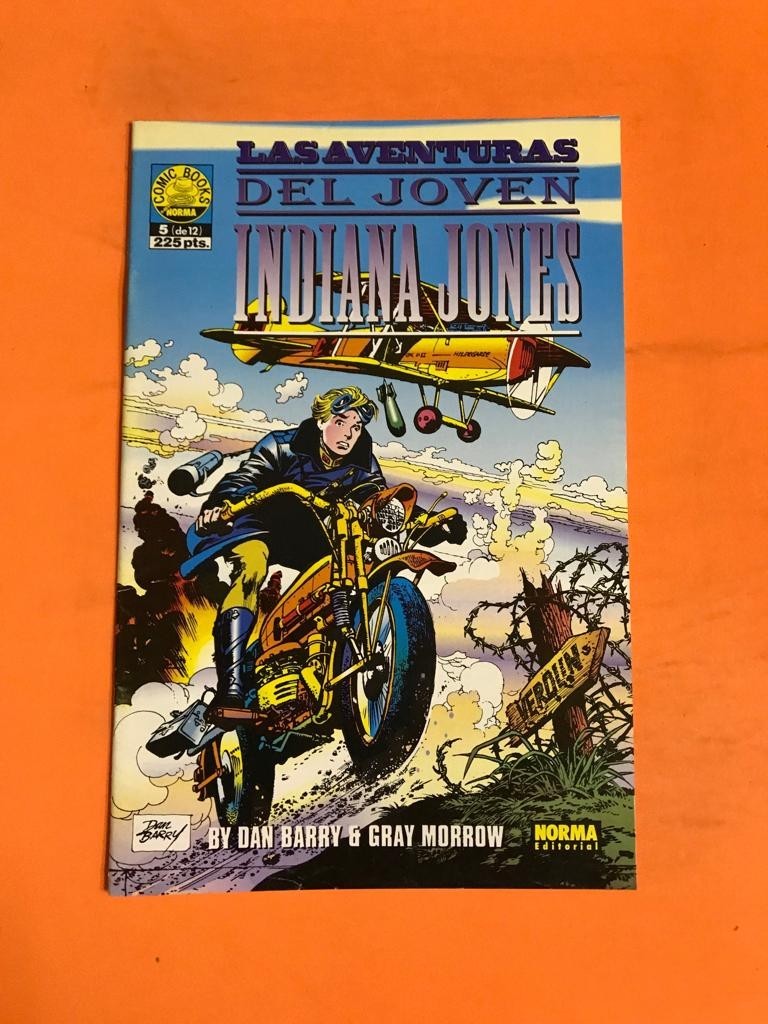 LAS AVENTURAS
DEL JOVEN
INDIANA JONES
COMIC BOOKS
NORMA
5 (de 12)
225 pts.
HILDEGARDE
VERDUN
DAN
BARRY
BY DAN BARRY & GRAY MORROW
NORMA
Editorial